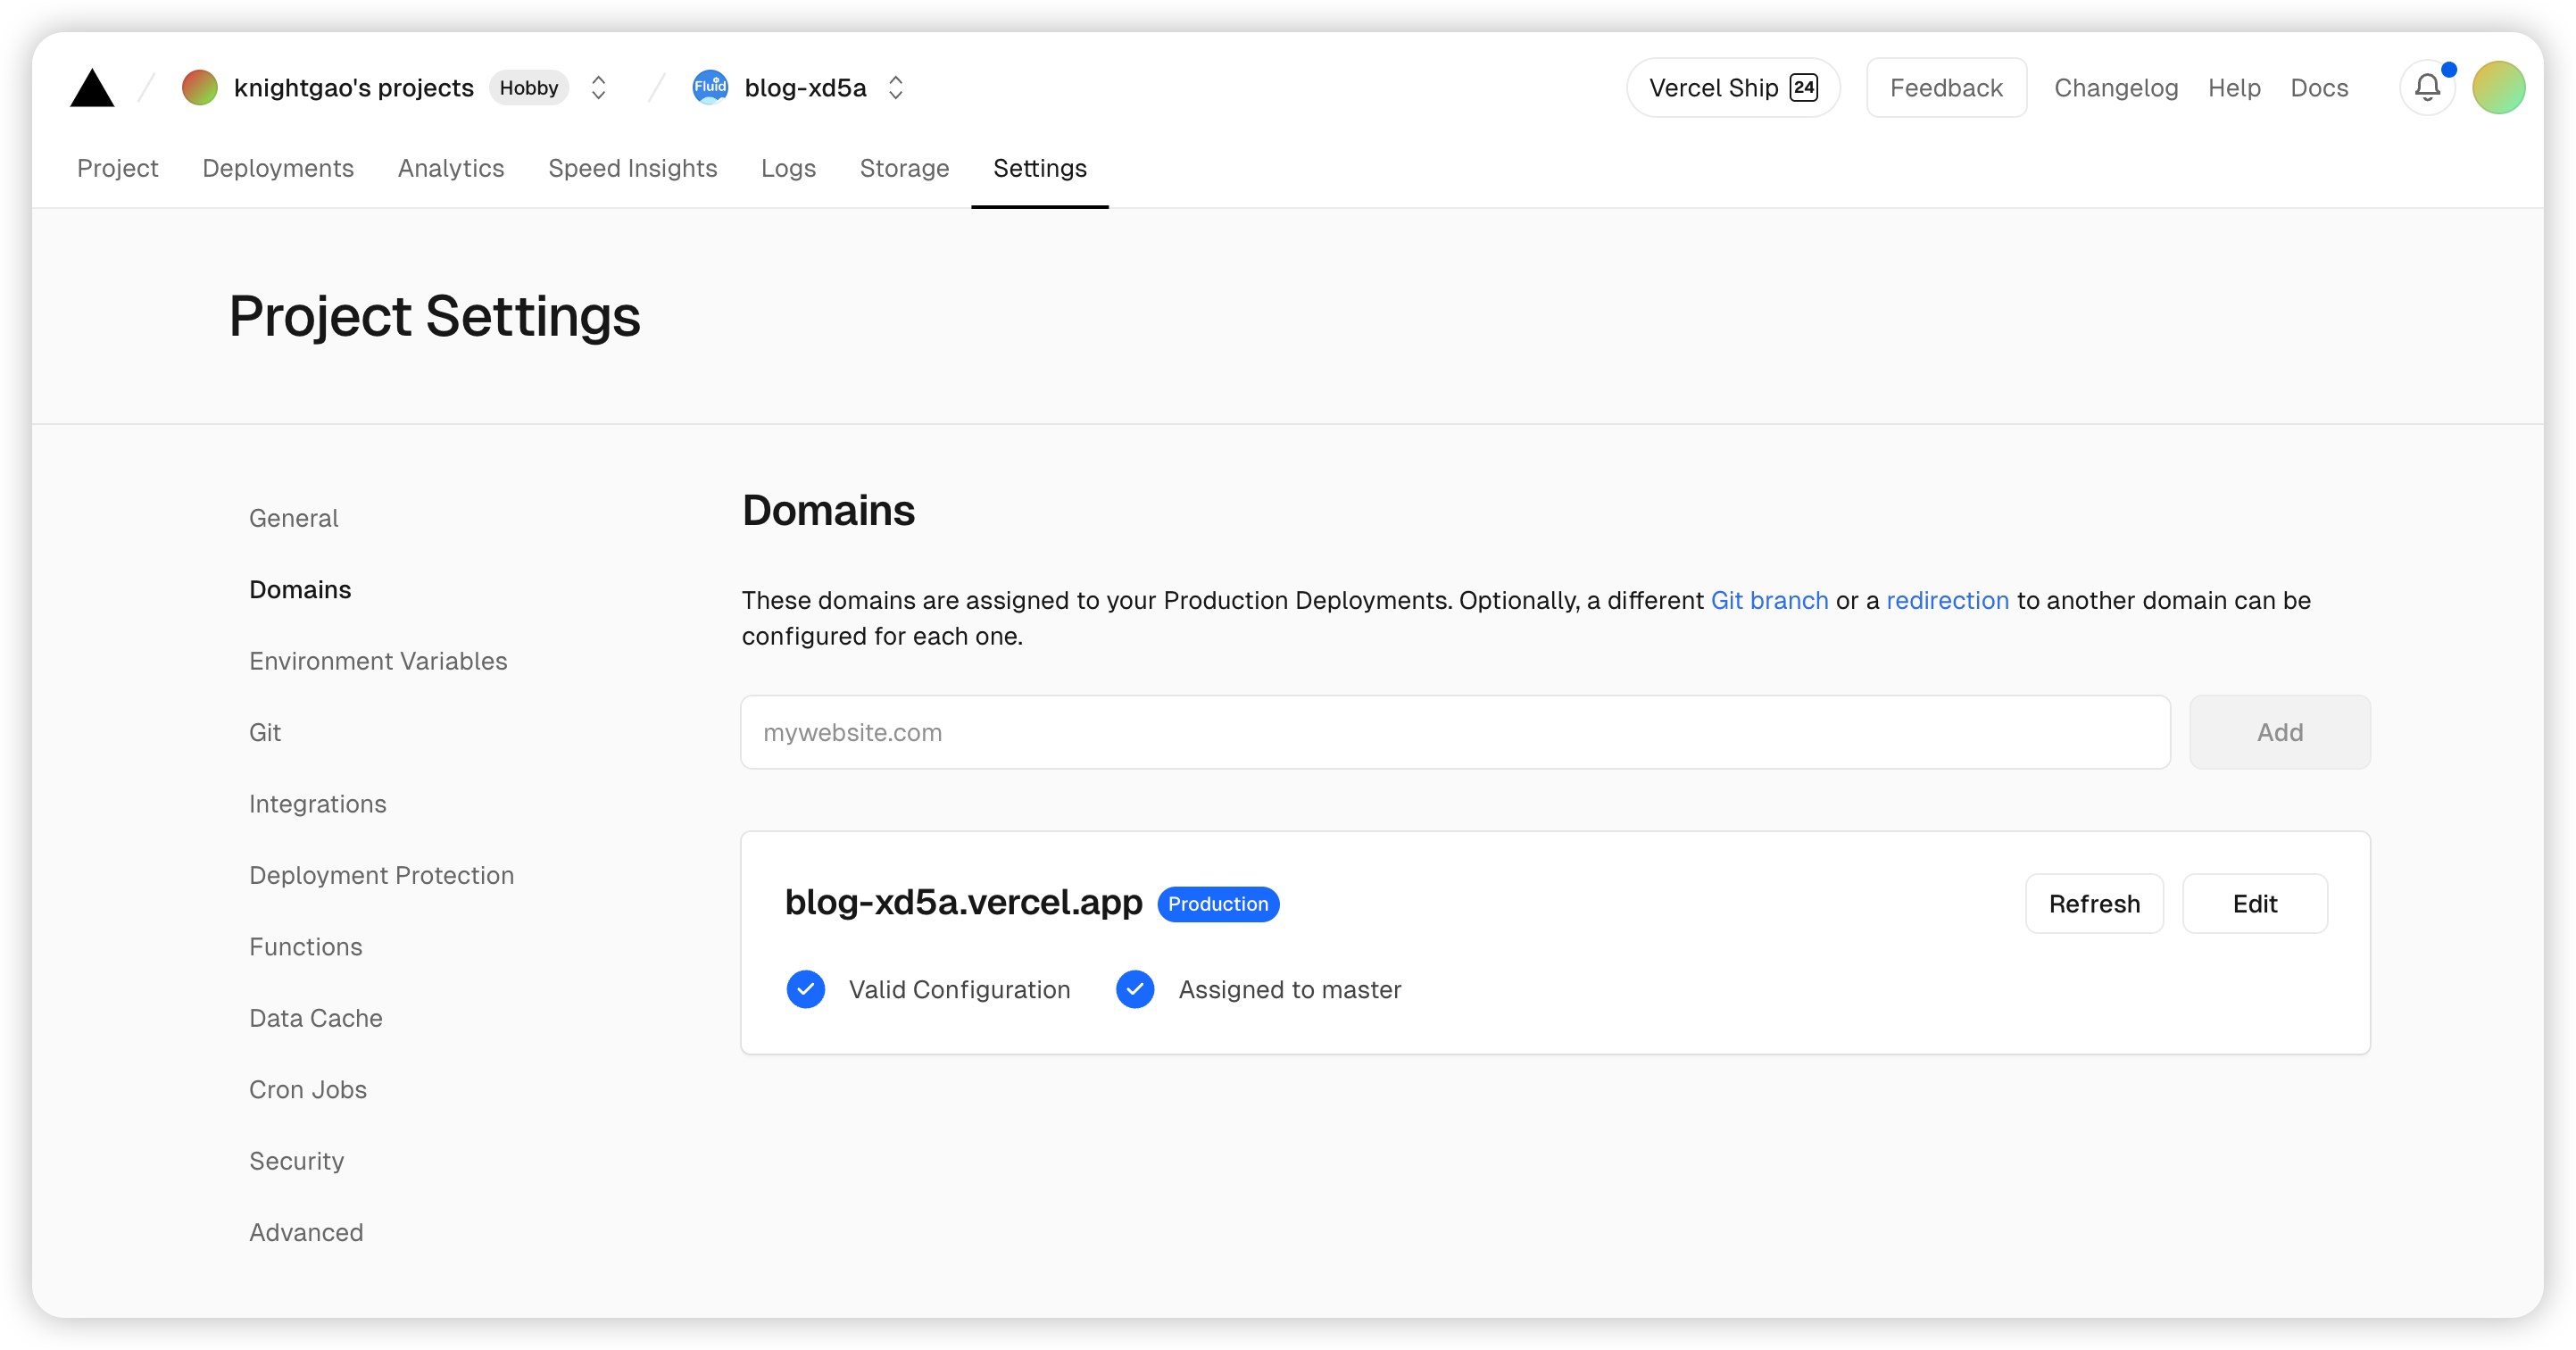 knightgao's projects Hobby Fluid blog-xd5a Vercel Ship 24 Feedback Changelog Help Docs
Project Deployments Analytics Speed Insights Logs Storage Settings
Project Settings
General
Domains
Environment Variables
Git
Integrations
Deployment Protection
Functions
Data Cache
Cron Jobs
Security
Advanced
Domains
These domains are assigned to your Production Deployments. Optionally, a different Git branch or a redirection to another domain can be
configured for each one.
mywebsite.com Add
blog-xd5a.vercel.app Production Refresh Edit
Valid Configuration Assigned to master